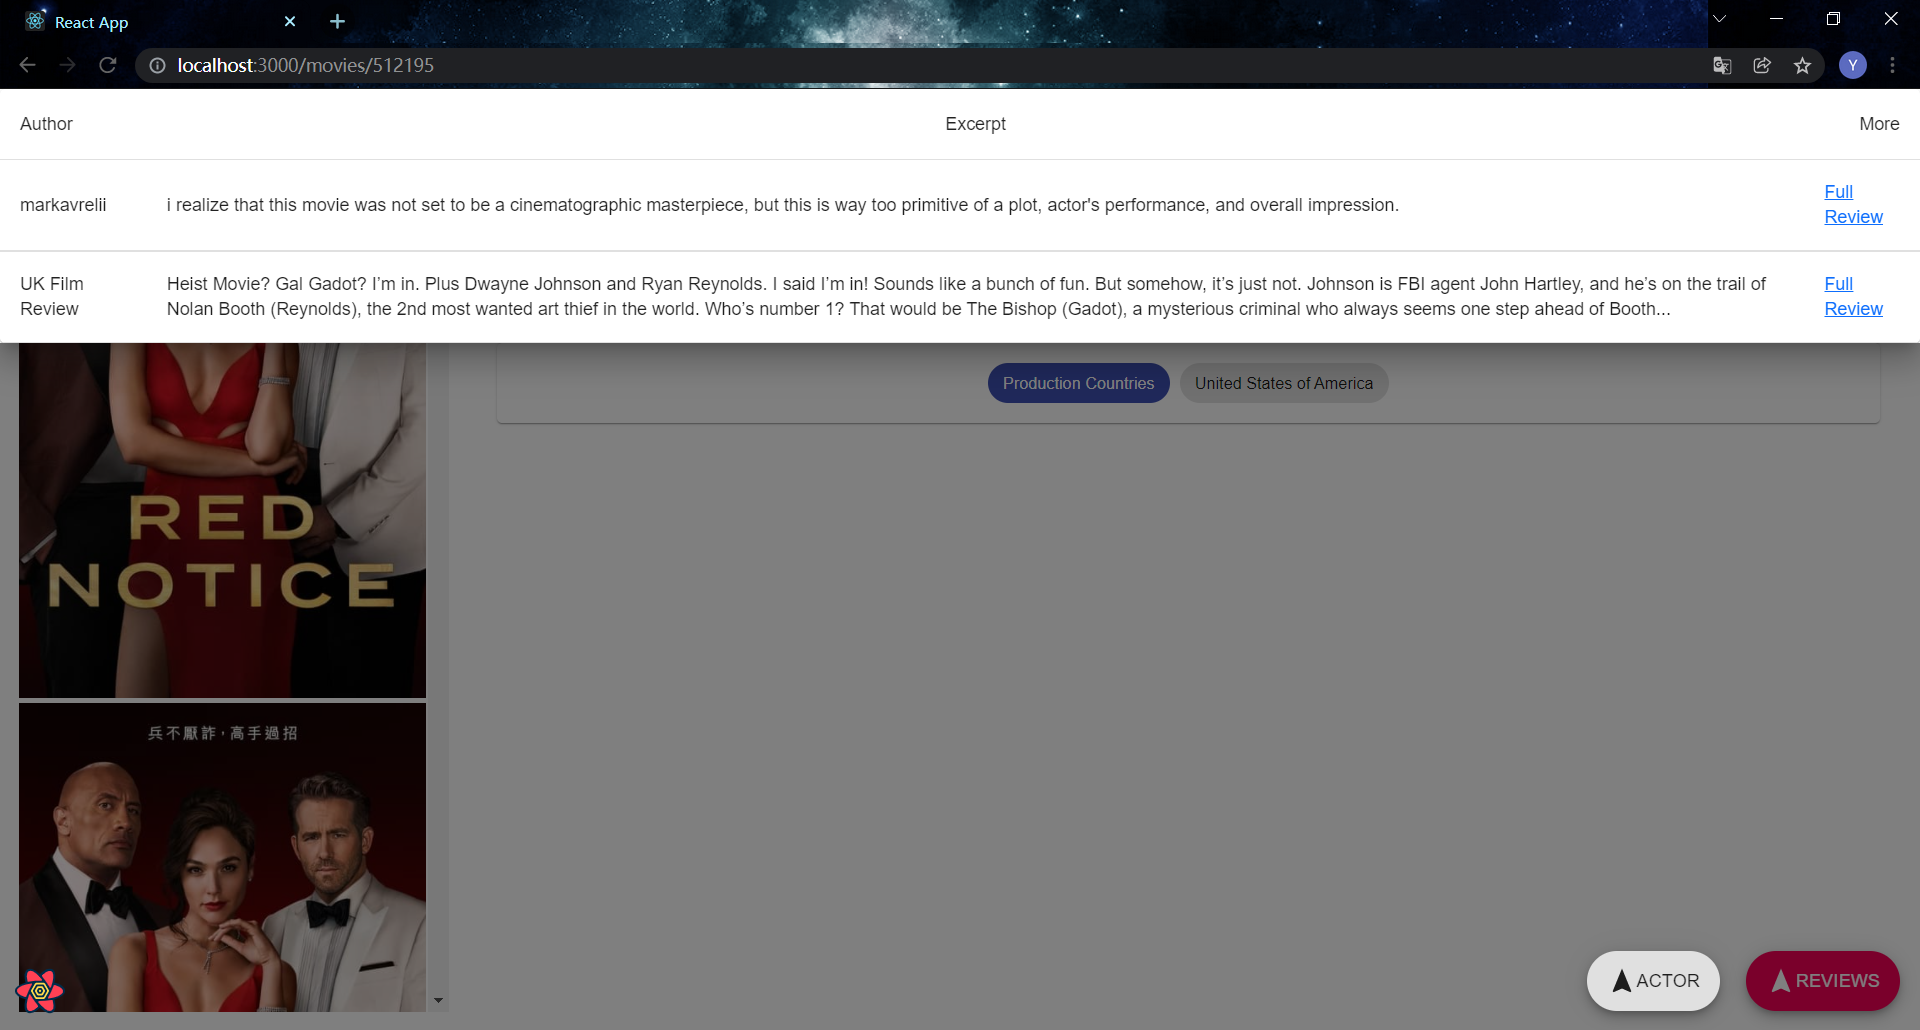 React App
localhost:3000/movies/512195
Y
Author Excerpt More
markavrelii
i realize that this movie was not set to be a cinematographic masterpiece, but this is way too primitive of a plot, actor's performance, and overall impression.
Full
Review
UK Film
Review
Heist Movie? Gal Gadot? I’m in. Plus Dwayne Johnson and Ryan Reynolds. I said I’m in! Sounds like a bunch of fun. But somehow, it’s just not. Johnson is FBI agent John Hartley, and he’s on the trail of
Nolan Booth (Reynolds), the 2nd most wanted art thief in the world. Who’s number 1? That would be The Bishop (Gadot), a mysterious criminal who always seems one step ahead of Booth...
Full
Review
Production Countries United States of America
RED
NOTICE
兵不厭詐，高手過招
ACTOR REVIEWS